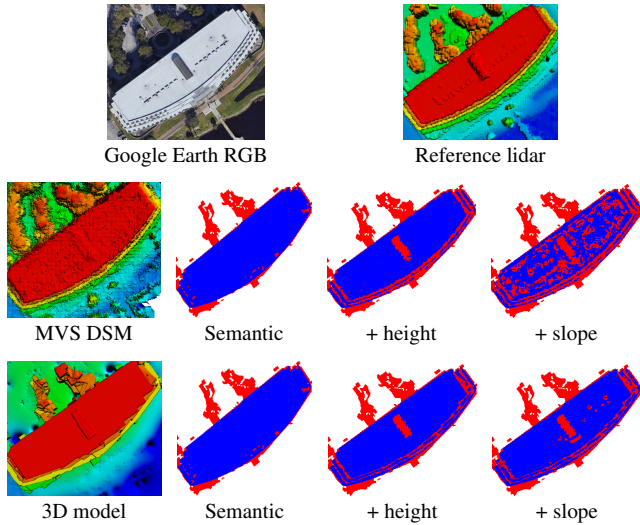 Google Earth RGB
Reference lidar
MVS DSM
Semantic
+ height
+ slope
3D model
Semantic
+ height
+ slope